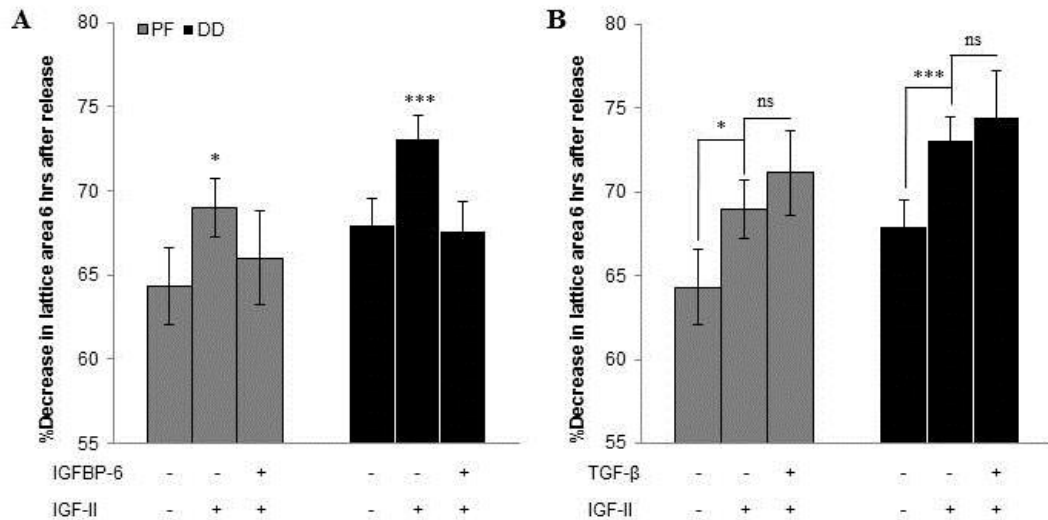 A
PF DD
%Decrease in lattice area 6 hrs after release
80
75
70
65
60
55
*
***
IGFBP-6 - - + - - +
IGF-II - + + - + +
B
%Decrease in lattice area 6 hrs after release
80
75
70
65
60
55
* ns
*** ns
TGF-β - - + - - +
IGF-II - + + - + +